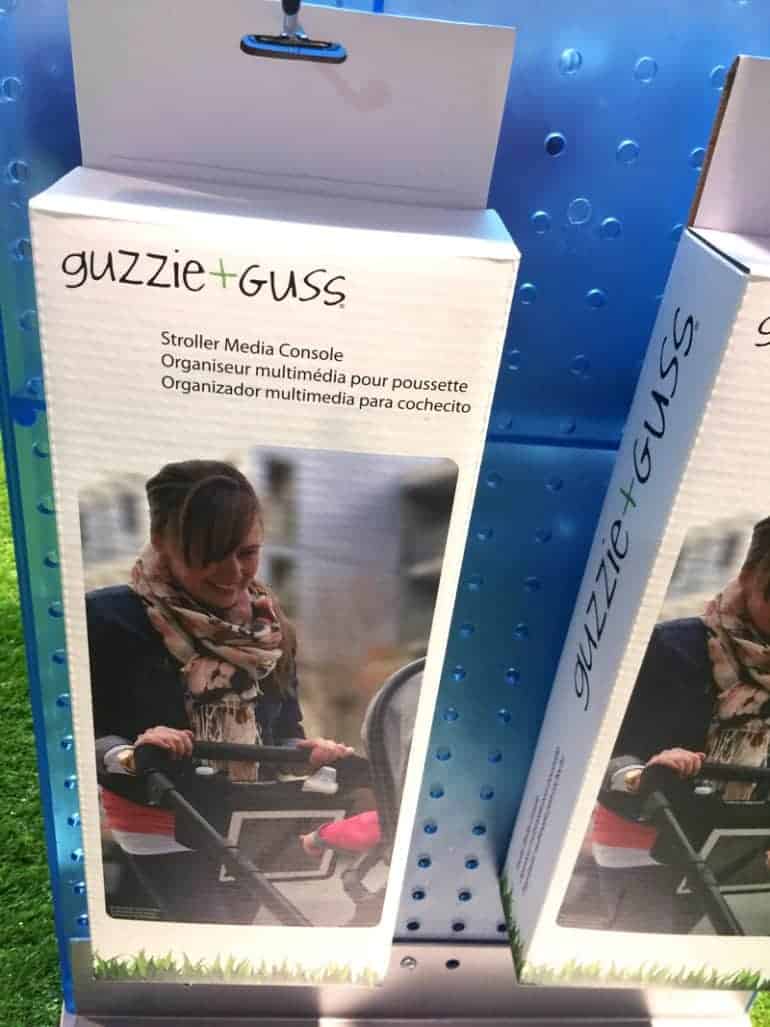 guzzie+GUSS
Stroller Media Console
Organiseur multimédia pour poussette
Organizador multimedia para cochecito
guzzie+GUSS